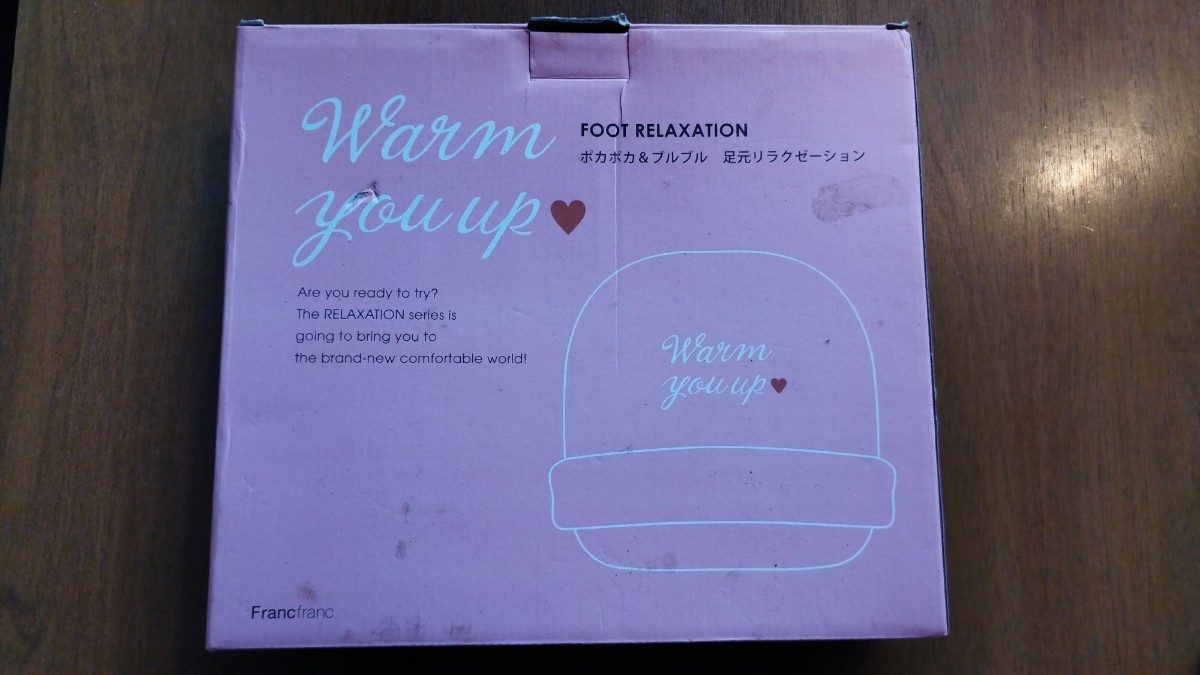 Warm
you up
FOOT RELAXATION
ポカポカ＆ブルブル　足元リラクゼーション
Are you ready to try?
The RELAXATION series is
going to bring you to
the brand-new comfortable world!
Warm
you up
Francfranc